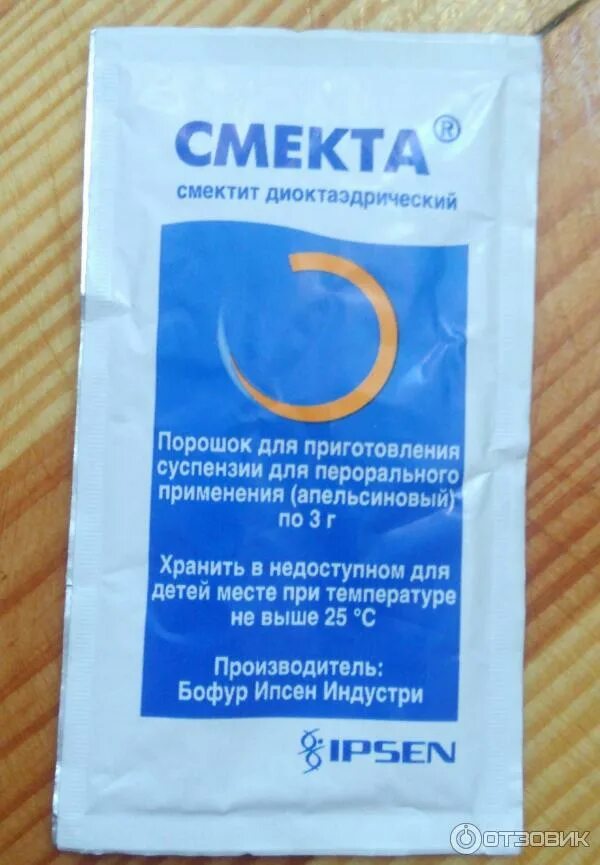 СМЕКТА®
смектит диоктаэдрический
Порошок для приготовления
суспензии для перорального
применения (апельсиновый)
по 3 г
Хранить в недоступном для
детей месте при температуре
не выше 25 °C
Производитель:
Бофур Ипсен Индустри
IPSEN
ОТЗОВИК